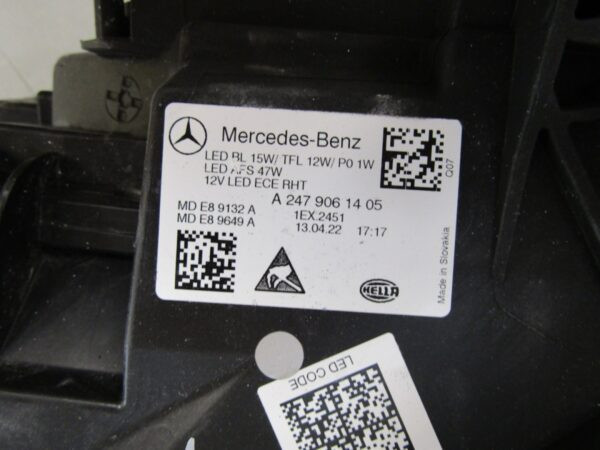 Mercedes-Benz
LED BL 15W/ TFL 12W/ P0 1W
LED AFS 47W
12V LED ECE RHT
A 247 906 14 05
MD E8 9132 A
1EX.2451
MD E8 9649 A
13.04.22 17:17
HELLA
Q07
Made in Slovakia
LED CODE